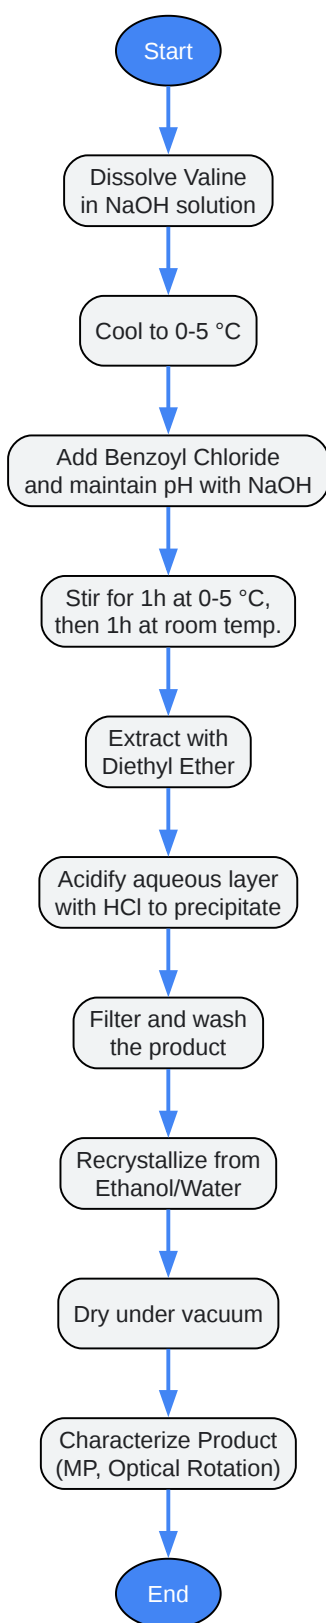 Start
Dissolve Valine
in NaOH solution
Cool to 0-5 °C
Add Benzoyl Chloride
and maintain pH with NaOH
Stir for 1h at 0-5 °C,
then 1h at room temp.
Extract with
Diethyl Ether
Acidify aqueous layer
with HCl to precipitate
Filter and wash
the product
Recrystallize from
Ethanol/Water
Dry under vacuum
Characterize Product
(MP, Optical Rotation)
End